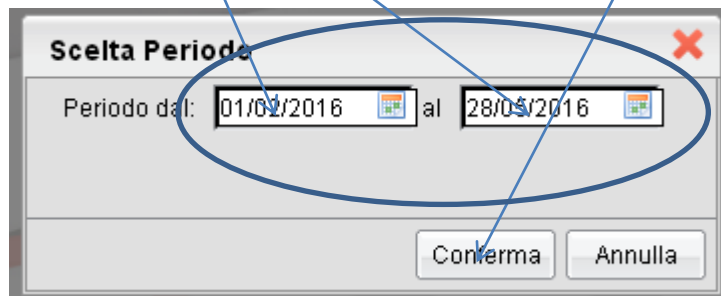 Scelta Periodo
Periodo dal: 01/02/2016 al 28/05/2016
Conferma Annulla